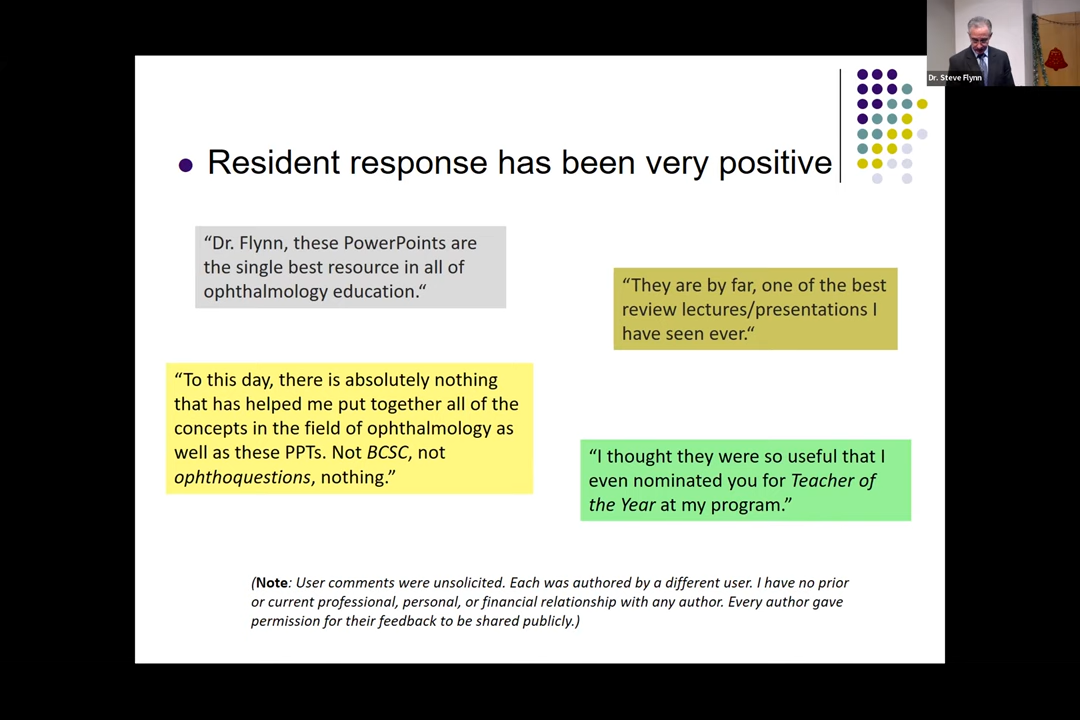 Dr. Steve Flynn
Resident response has been very positive
“Dr. Flynn, these PowerPoints are
the single best resource in all of
ophthalmology education.“
“They are by far, one of the best
review lectures/presentations I
have seen ever.“
“To this day, there is absolutely nothing
that has helped me put together all of the
concepts in the field of ophthalmology as
well as these PPTs. Not BCSC, not
ophthoquestions, nothing.”
“I thought they were so useful that I
even nominated you for Teacher of
the Year at my program.”
(Note: User comments were unsolicited. Each was authored by a different user. I have no prior
or current professional, personal, or financial relationship with any author. Every author gave
permission for their feedback to be shared publicly.)